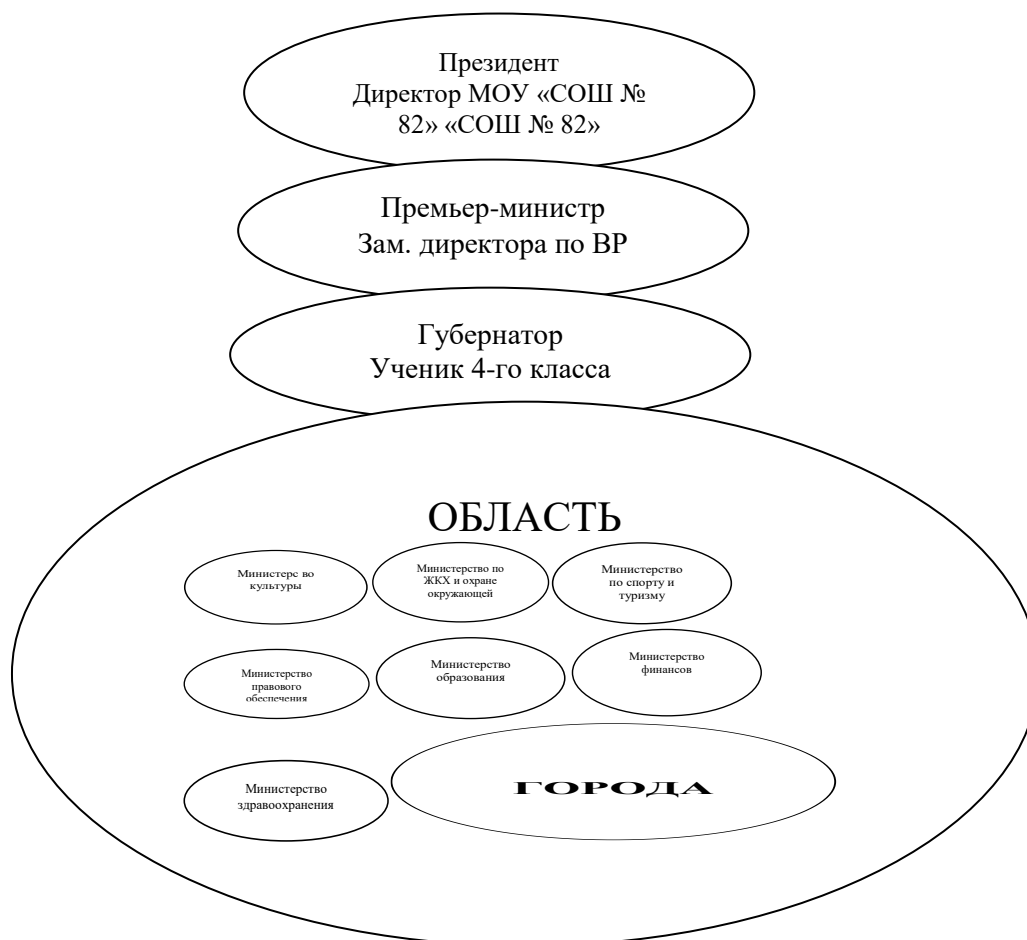 Президент
Директор МОУ «СОШ №
82» «СОШ № 82»
Премьер-министр
Зам. директора по ВР
Губернатор
Ученик 4-го класса
ОБЛАСТЬ
Министерс во
культуры
Министерство по
ЖКХ и охране
окружающей
Министерство
по спорту и
туризму
Министерство
правового
обеспечения
Министерство
образования
Министерство
финансов
Министерство
здравоохранения
ГОРОДА